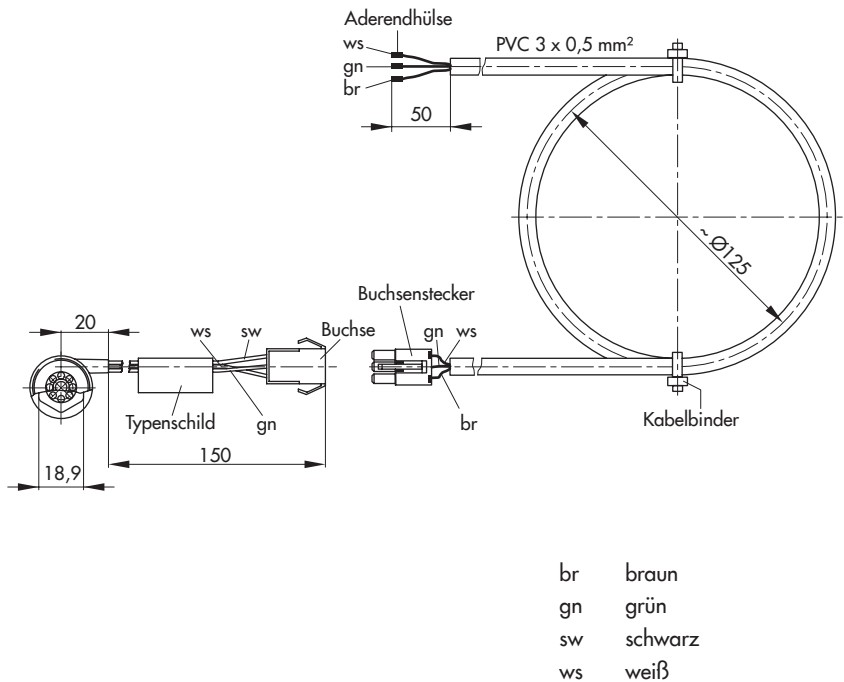 Aderendhülse
ws
gn
br
PVC 3 x 0,5 mm²
50
~ Ø125
Buchsenstecker
gn ws
br
Kabelbinder
20
ws
sw
Buchse
Typenschild
gn
150
18,9
br braun
gn grün
sw schwarz
ws weiß